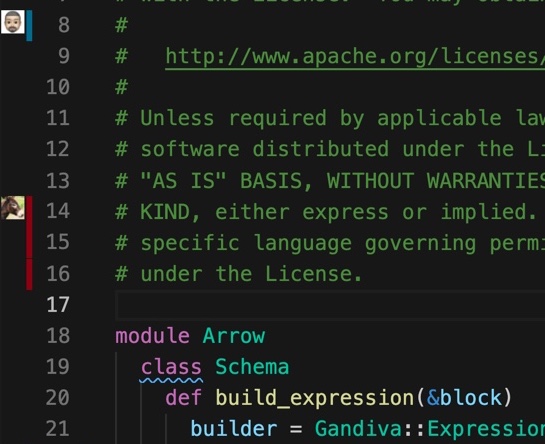 8 #
9 #   http://www.apache.org/licenses/
10 #
11 # Unless required by applicable law
12 # software distributed under the Li
13 # "AS IS" BASIS, WITHOUT WARRANTIES
14 # KIND, either express or implied.
15 # specific language governing permi
16 # under the License.
17
18 module Arrow
19   class Schema
20     def build_expression(&block)
21       builder = Gandiva::Expression